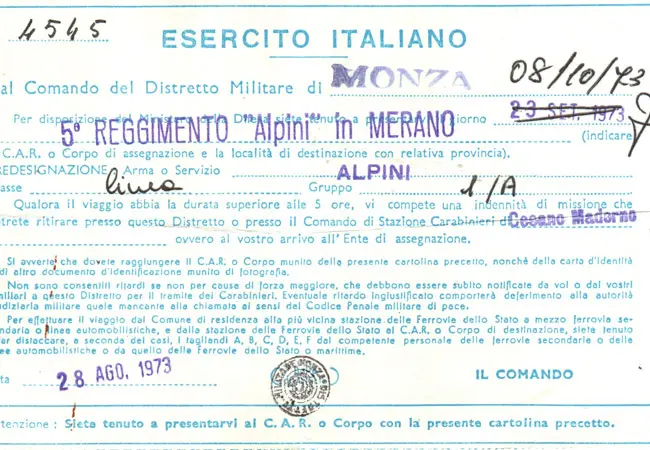 4545
ESERCITO ITALIANO
al Comando del Distretto Militare di MONZA 08/10/73
Per disposizione del Ministero della Difesa siete tenuto a presentarvi il giorno 23 SET. 1973
5º REGGIMENTO "Alpini" in MERANO (indicare
C.A.R. o Corpo di assegnazione e la località di destinazione con relativa provincia).
REDESIGNAZIONE Arma o Servizio ALPINI
asse linea Gruppo 1/A
Qualora il viaggio abbia la durata superiore alle 5 ore, vi compete una indennità di missione che
trete ritirare presso questo Distretto o presso il Comando di Stazione Carabinieri d Cesano Maderno
ovvero al vostro arrivo all'Ente di assegnazione.
Si avverte che dovete raggiungere il C.A.R. o Corpo munito della presente cartolina precetto, nonchè della carta d'identità
di altro documento d'identificazione munito di fotografia.
Non sono consentiti ritardi se non per cause di forza maggiore, che debbono essere subito notificate da voi o dai vostri
miliari a questo Distretto per il tramite dei Carabinieri. Eventuale ritardo ingiustificato comporterà deferimento alla autorità
udiziaria militare quale mancante alla chiamata ai sensi del Codice Penale militare di pace.
Per effettuare il viaggio dal Comune di residenza alla più vicina stazione delle Ferrovie dello Stato a mezzo ferrovie se-
ndaria o linee automobilistiche, e dalla stazione delle Ferrovie dello Stato al C.A.R. o Corpo di destinazione, siete tenuto
far distaccare, a seconda dei casi, i tagliandi A, B, C, D, E, F dal competente personale delle ferrovie secondarie o delle
nee automobilistiche o da quello delle Ferrovie dello Stato o marittime.
ta 28 AGO. 1973
IL COMANDO
tenzione: Siete tenuto a presentarvi al C.A.R. o Corpo con la presente cartolina precetto.